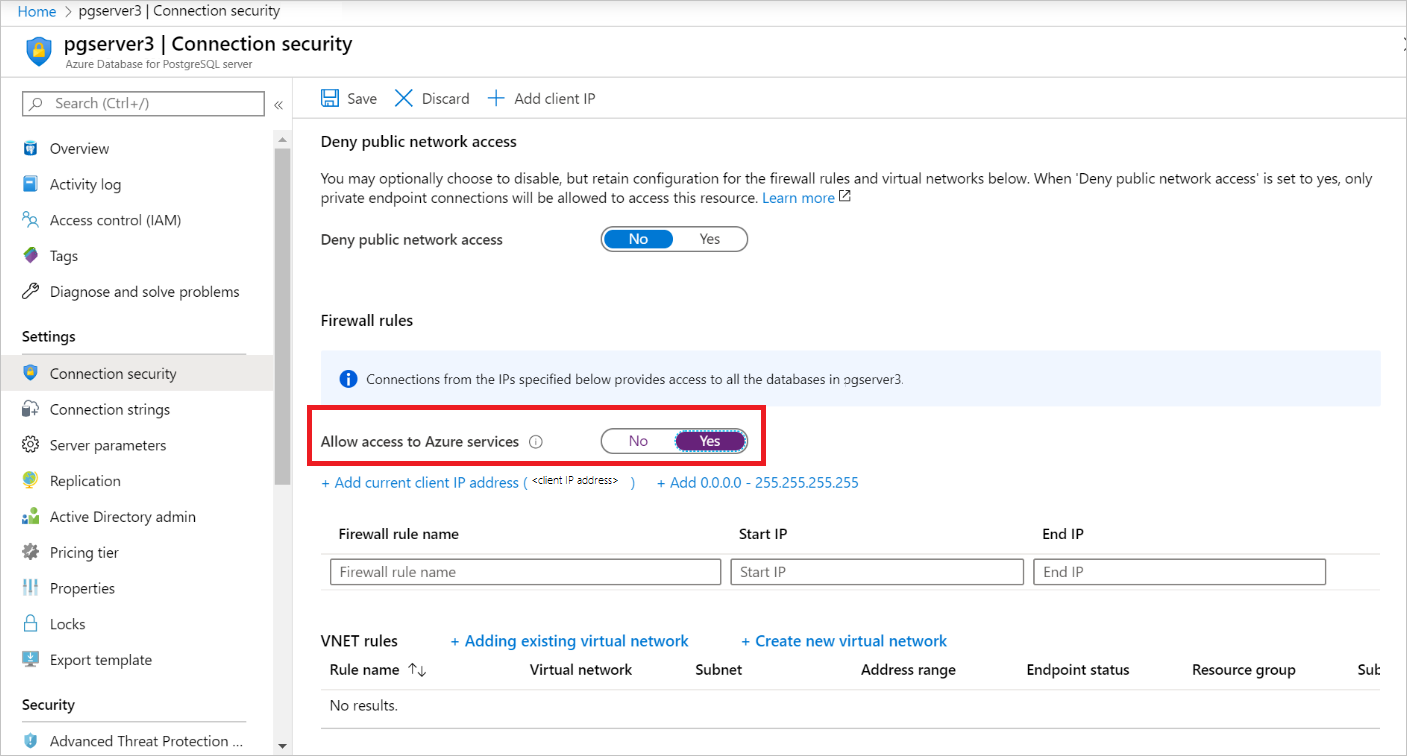 Home > pgserver3 | Connection security
pgserver3 | Connection security
Azure Database for PostgreSQL server
Search (Ctrl+/)
«
Overview
Activity log
Access control (IAM)
Tags
Diagnose and solve problems
Settings
Connection security
Connection strings
Server parameters
Replication
Active Directory admin
Pricing tier
Properties
Locks
Export template
Security
Advanced Threat Protection ...
Save Discard Add client IP
Deny public network access
You may optionally choose to disable, but retain configuration for the firewall rules and virtual networks below. When 'Deny public network access' is set to yes, only
private endpoint connections will be allowed to access this resource. Learn more
Deny public network access No Yes
Firewall rules
Connections from the IPs specified below provides access to all the databases in pgserver3.
Allow access to Azure services No Yes
+ Add current client IP address ( <client IP address> ) + Add 0.0.0.0 - 255.255.255.255
Firewall rule name Start IP End IP
Firewall rule name Start IP End IP
VNET rules + Adding existing virtual network + Create new virtual network
Rule name ↑↓ Virtual network Subnet Address range Endpoint status Resource group Sub
No results.